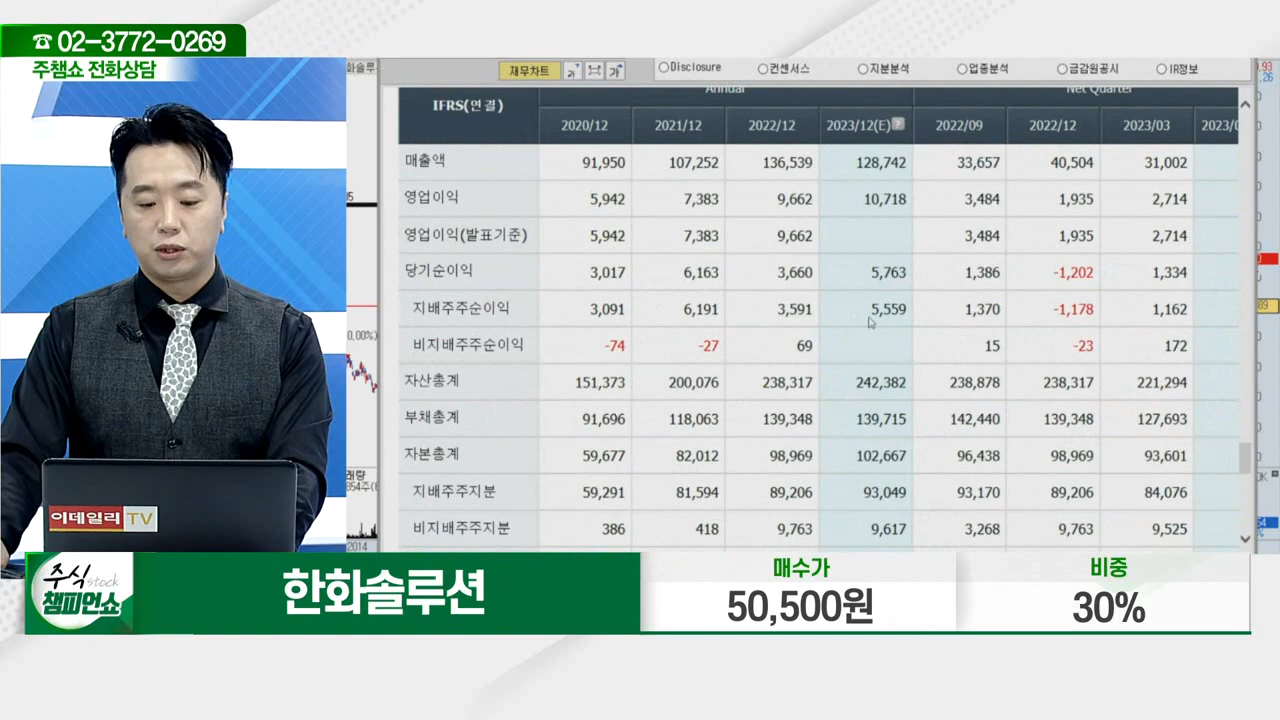 ☎ 02-3772-0269
주챔쇼 전화상담
재무차트
Disclosure 컨센서스 지분분석 업종분석 금감원공시 IR정보
IFRS(연결) Annual Net Quarter
2020/12 2021/12 2022/12 2023/12(E) 2022/09 2022/12 2023/03
매출액 91,950 107,252 136,539 128,742 33,657 40,504 31,002
영업이익 5,942 7,383 9,662 10,718 3,484 1,935 2,714
영업이익(발표기준) 5,942 7,383 9,662 3,484 1,935 2,714
당기순이익 3,017 6,163 3,660 5,763 1,386 -1,202 1,334
지배주주순이익 3,091 6,191 3,591 5,559 1,370 -1,178 1,162
비지배주주순이익 -74 -27 69 15 -23 172
자산총계 151,373 200,076 238,317 242,382 238,878 238,317 221,294
부채총계 91,696 118,063 139,348 139,715 142,440 139,348 127,693
자본총계 59,677 82,012 98,969 102,667 96,438 98,969 93,601
지배주주지분 59,291 81,594 89,206 93,049 93,170 89,206 84,076
비지배주주지분 386 418 9,763 9,617 3,268 9,763 9,525
2014
이데일리TV
주식 stock
챔피언쇼
한화솔루션
매수가
50,500원
비중
30%